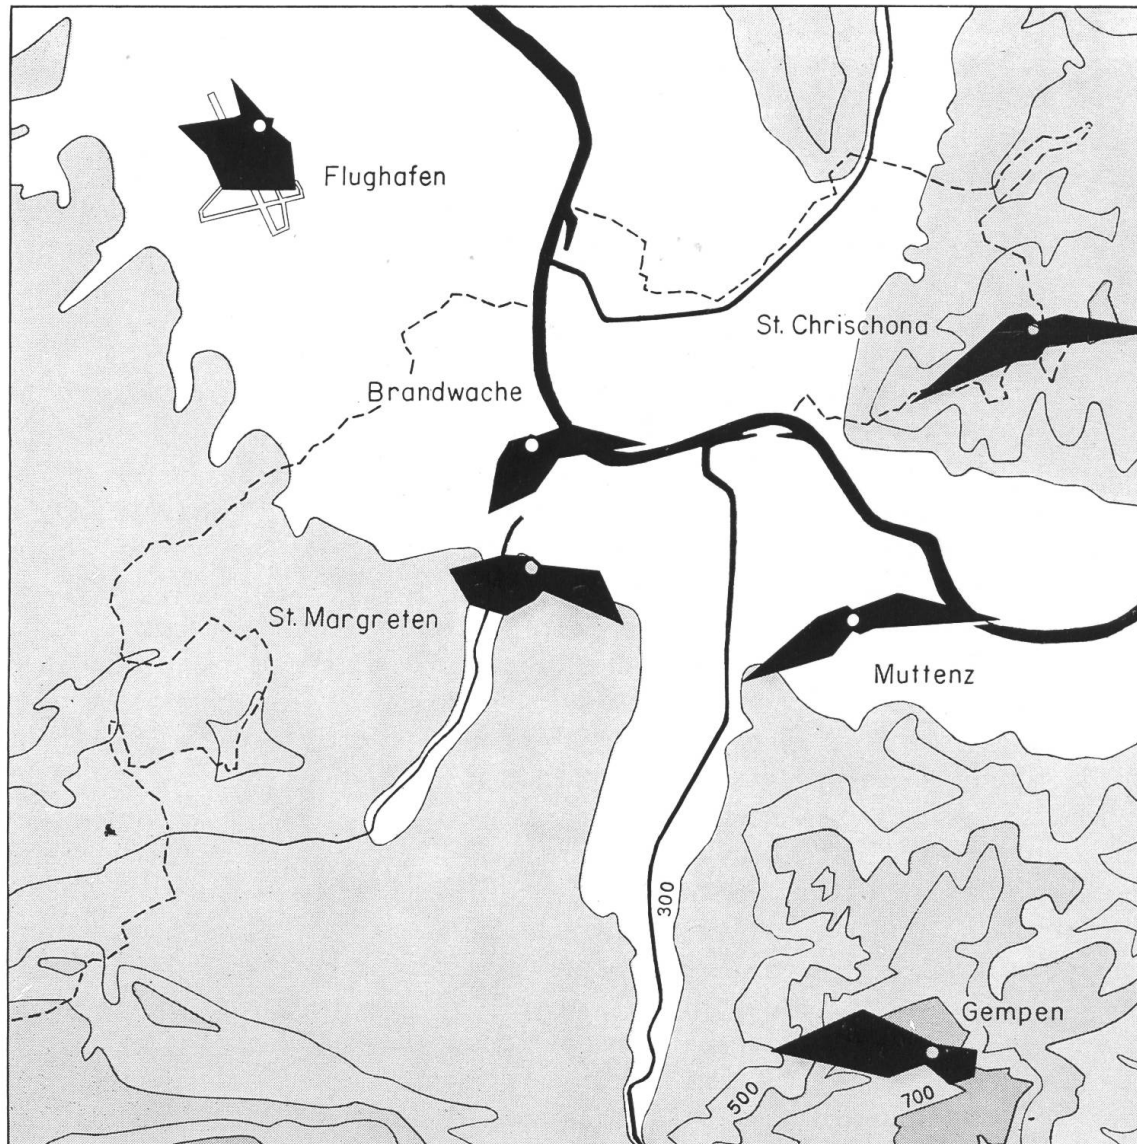 Flughafen
St. Chrischona
Brandwache
St. Margreten
Muttenz
300
Gempen
500
700